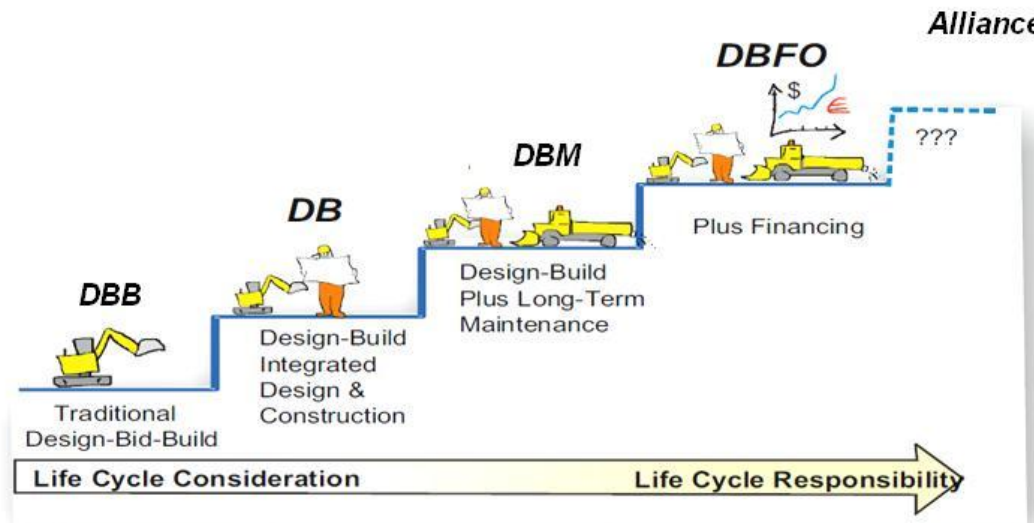 Alliance
DBFO
$
€
???
DBM
Plus Financing
DB
Design-Build
Plus Long-Term
Maintenance
DBB
Design-Build
Integrated
Design &
Construction
Traditional
Design-Bid-Build
Life Cycle Consideration
Life Cycle Responsibility